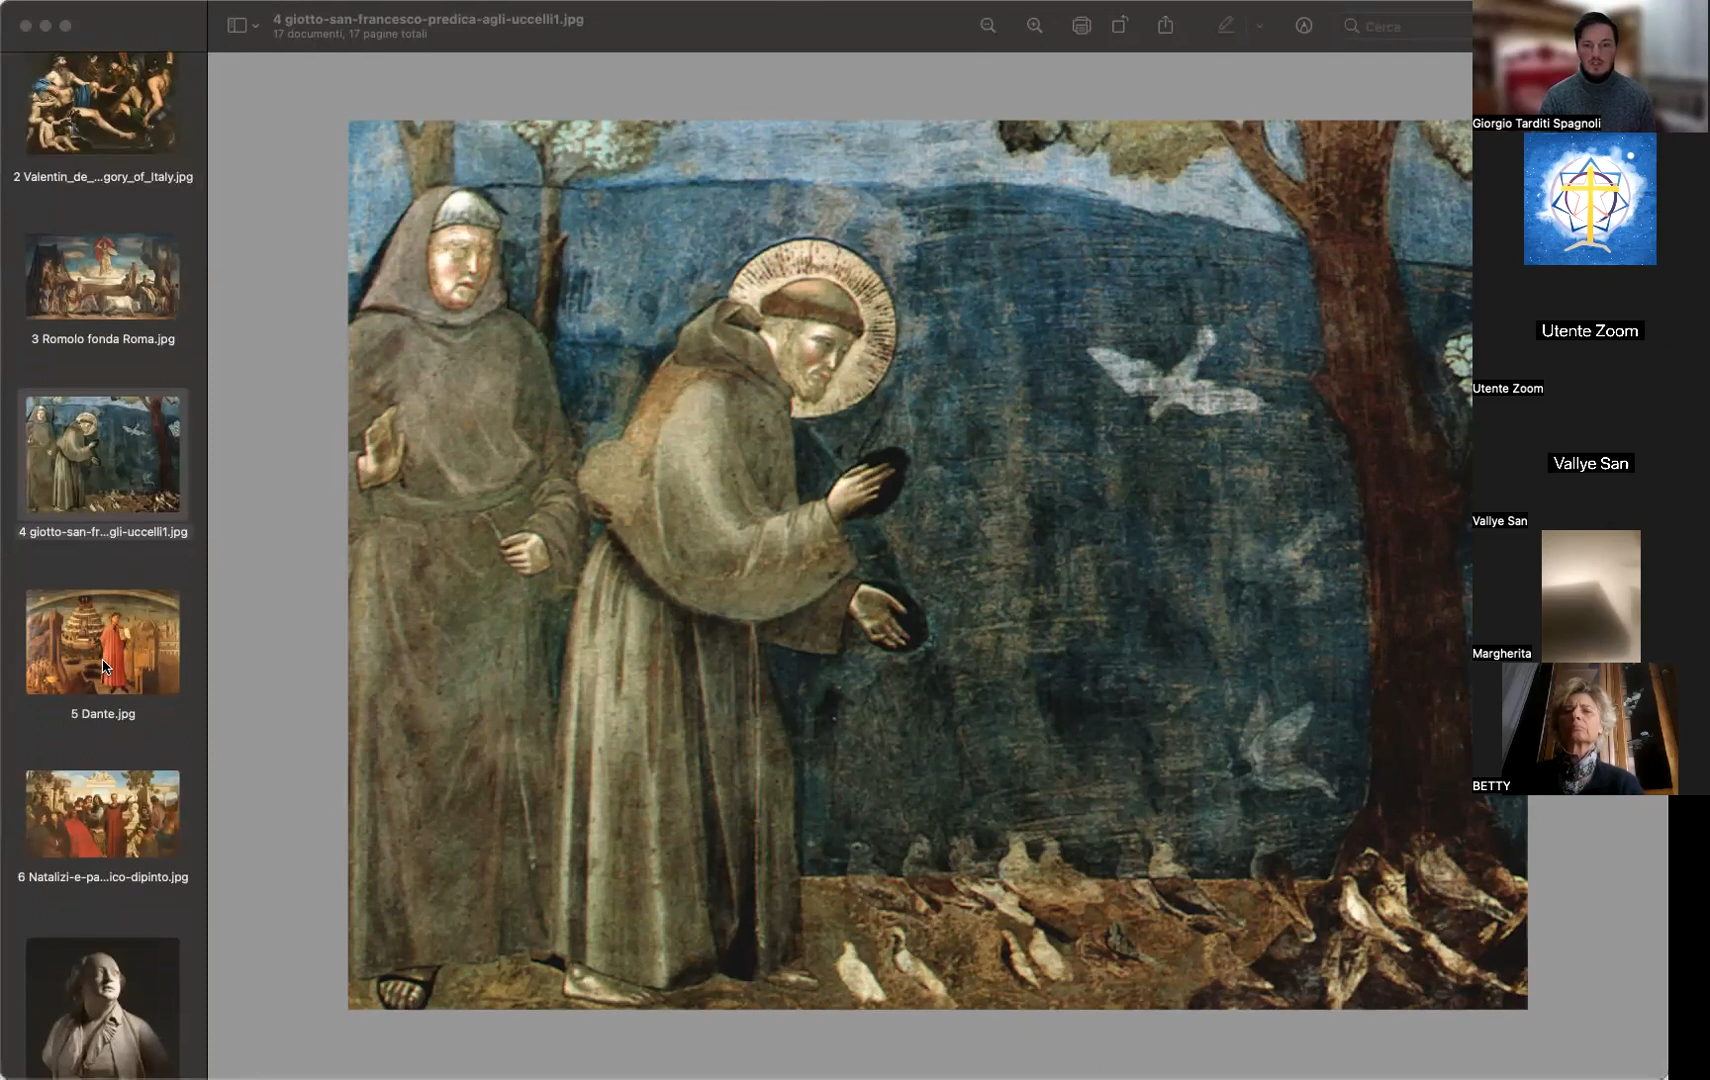 4 giotto-san-francesco-predica-agli-uccelli1.jpg
17 documenti, 17 pagine totali
Cerca
2 Valentin_de_...gory_of_Italy.jpg
3 Romolo fonda Roma.jpg
4 giotto-san-fr...gli-uccelli1.jpg
5 Dante.jpg
6 Natalizi-e-pa...ico-dipinto.jpg
Giorgio Tarditi Spagnoli
Utente Zoom
Utente Zoom
Vallye San
Vallye San
Margherita
BETTY